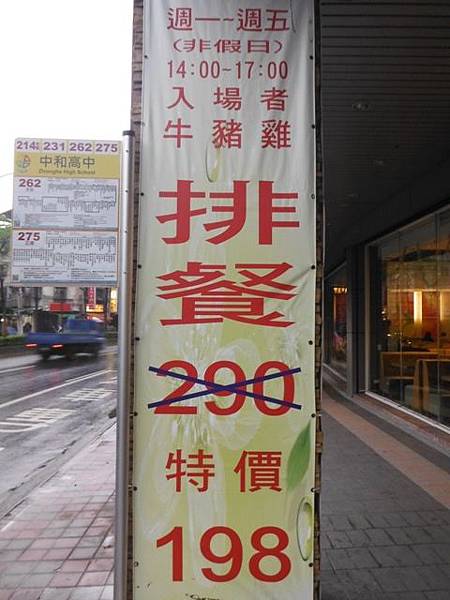 週一~週五
(非假日)
14:00~17:00
入場者
牛豬雞
排
餐
290
特價
198
214 231 262 275
中和高中
Zhonghe High School
262
275